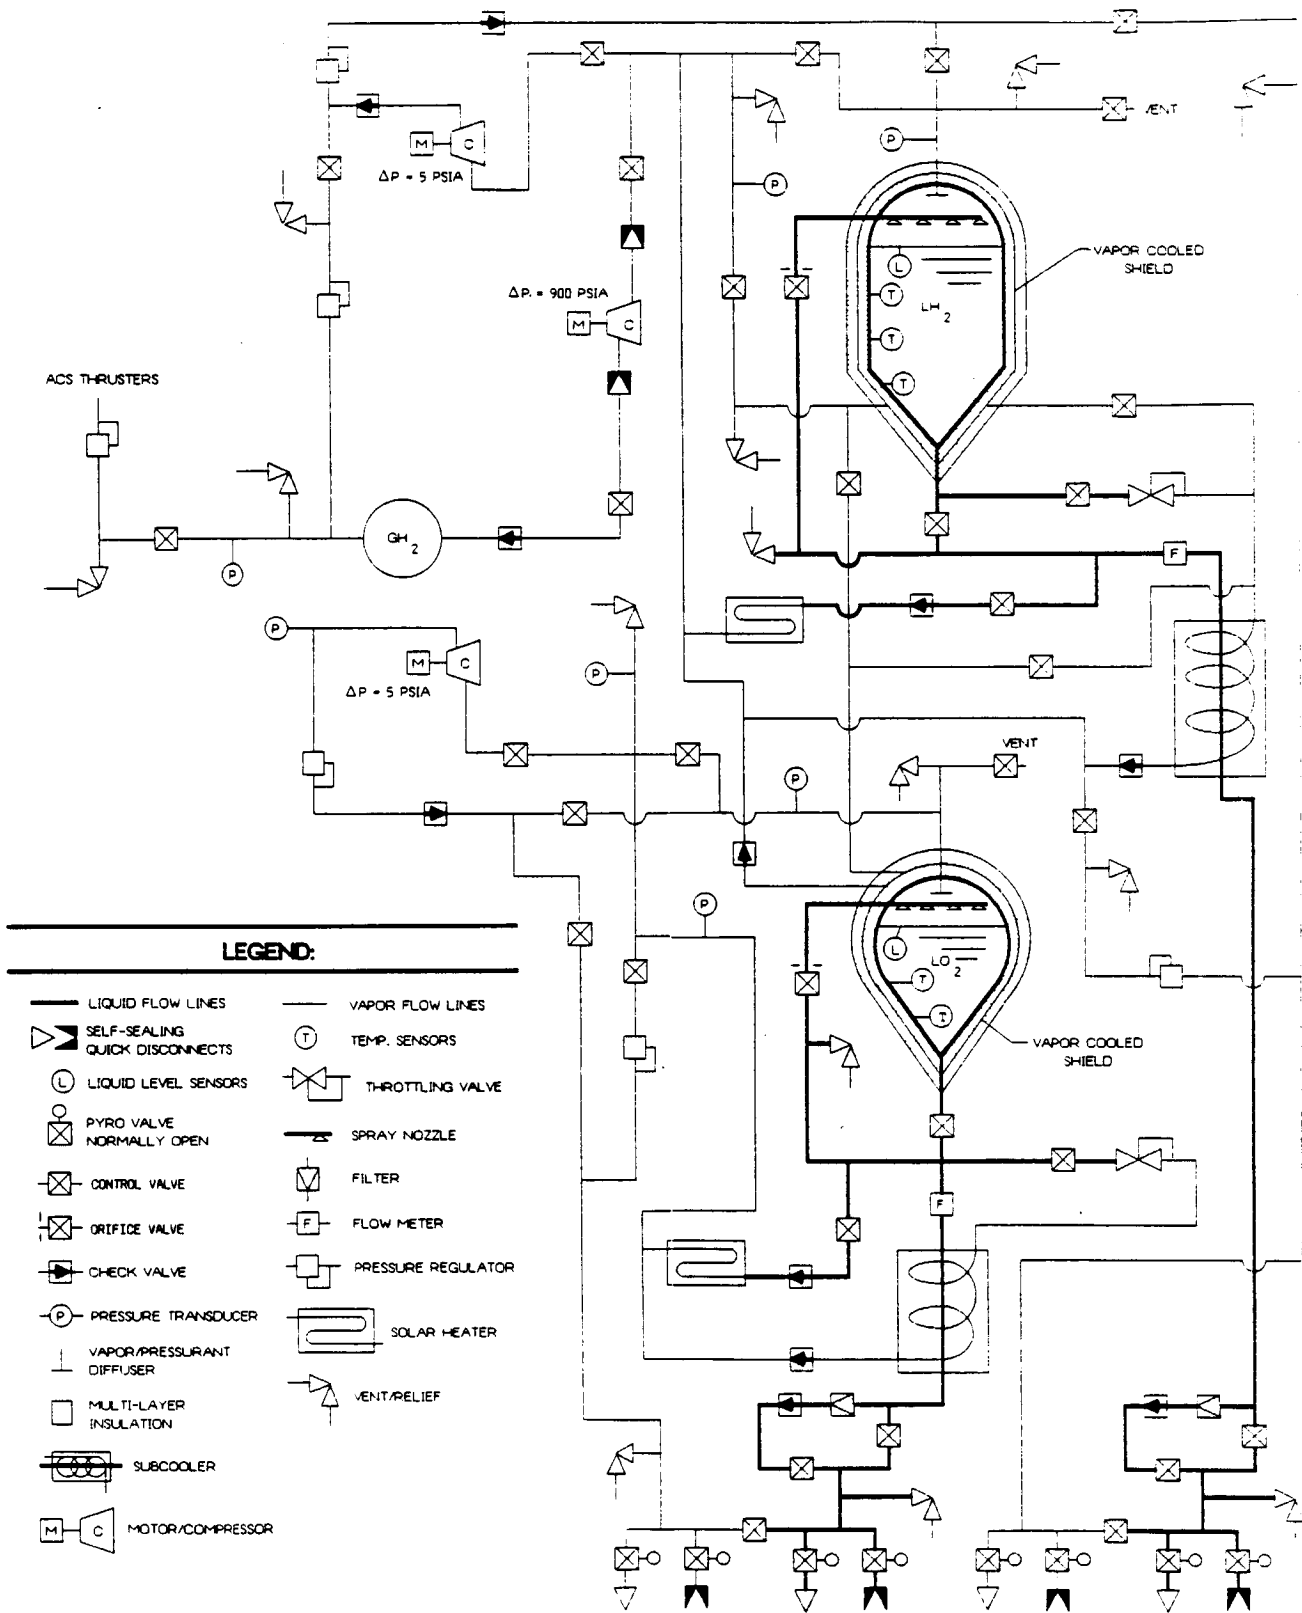 VENT
M
C
ΔP = 5 PSIA
P
P
VAPOR COOLED
SHIELD
L
T
LH2
T
T
ΔP. = 900 PSIA
M
C
ACS THRUSTERS
GH2
P
F
P
M
C
ΔP = 5 PSIA
P
VENT
P
P
L
LO2
T
T
VAPOR COOLED
SHIELD
F
LEGEND:
LIQUID FLOW LINES
SELF-SEALING
QUICK DISCONNECTS
L LIQUID LEVEL SENSORS
PYRO VALVE
NORMALLY OPEN
CONTROL VALVE
ORIFICE VALVE
CHECK VALVE
P PRESSURE TRANSDUCER
VAPOR/PRESSURANT
DIFFUSER
MULTI-LAYER
INSULATION
SUBCOOLER
M C MOTOR/COMPRESSOR
VAPOR FLOW LINES
T TEMP. SENSORS
THROTTLING VALVE
SPRAY NOZZLE
FILTER
F FLOW METER
PRESSURE REGULATOR
SOLAR HEATER
VENT/RELIEF